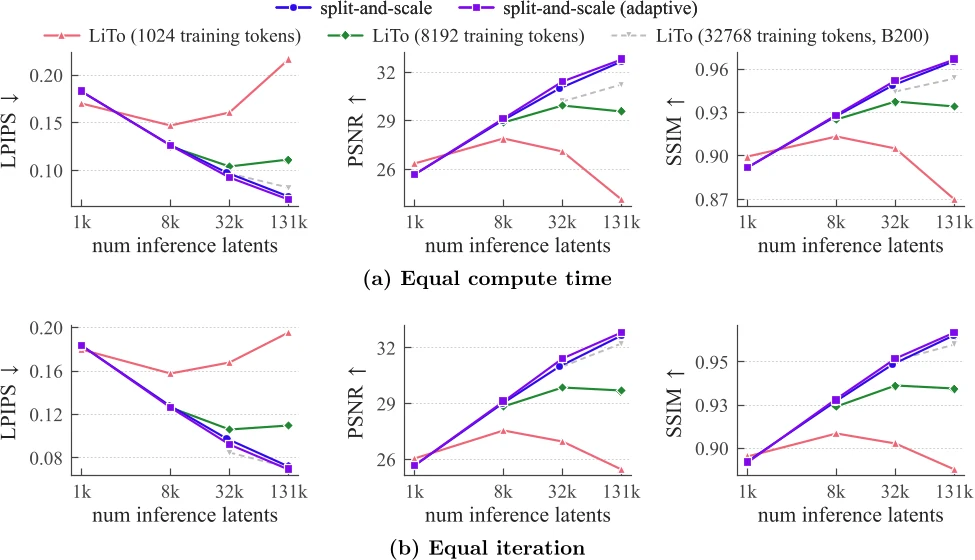 split-and-scale split-and-scale (adaptive)
LiTo (1024 training tokens) LiTo (8192 training tokens) LiTo (32768 training tokens, B200)
LPIPS ↓
0.20
0.15
0.10
1k 8k 32k 131k
num inference latents
PSNR ↑
32
29
26
1k 8k 32k 131k
num inference latents
SSIM ↑
0.96
0.93
0.90
0.87
1k 8k 32k 131k
num inference latents
(a) Equal compute time
LPIPS ↓
0.20
0.16
0.12
0.08
1k 8k 32k 131k
num inference latents
PSNR ↑
32
29
26
1k 8k 32k 131k
num inference latents
SSIM ↑
0.95
0.93
0.90
1k 8k 32k 131k
num inference latents
(b) Equal iteration